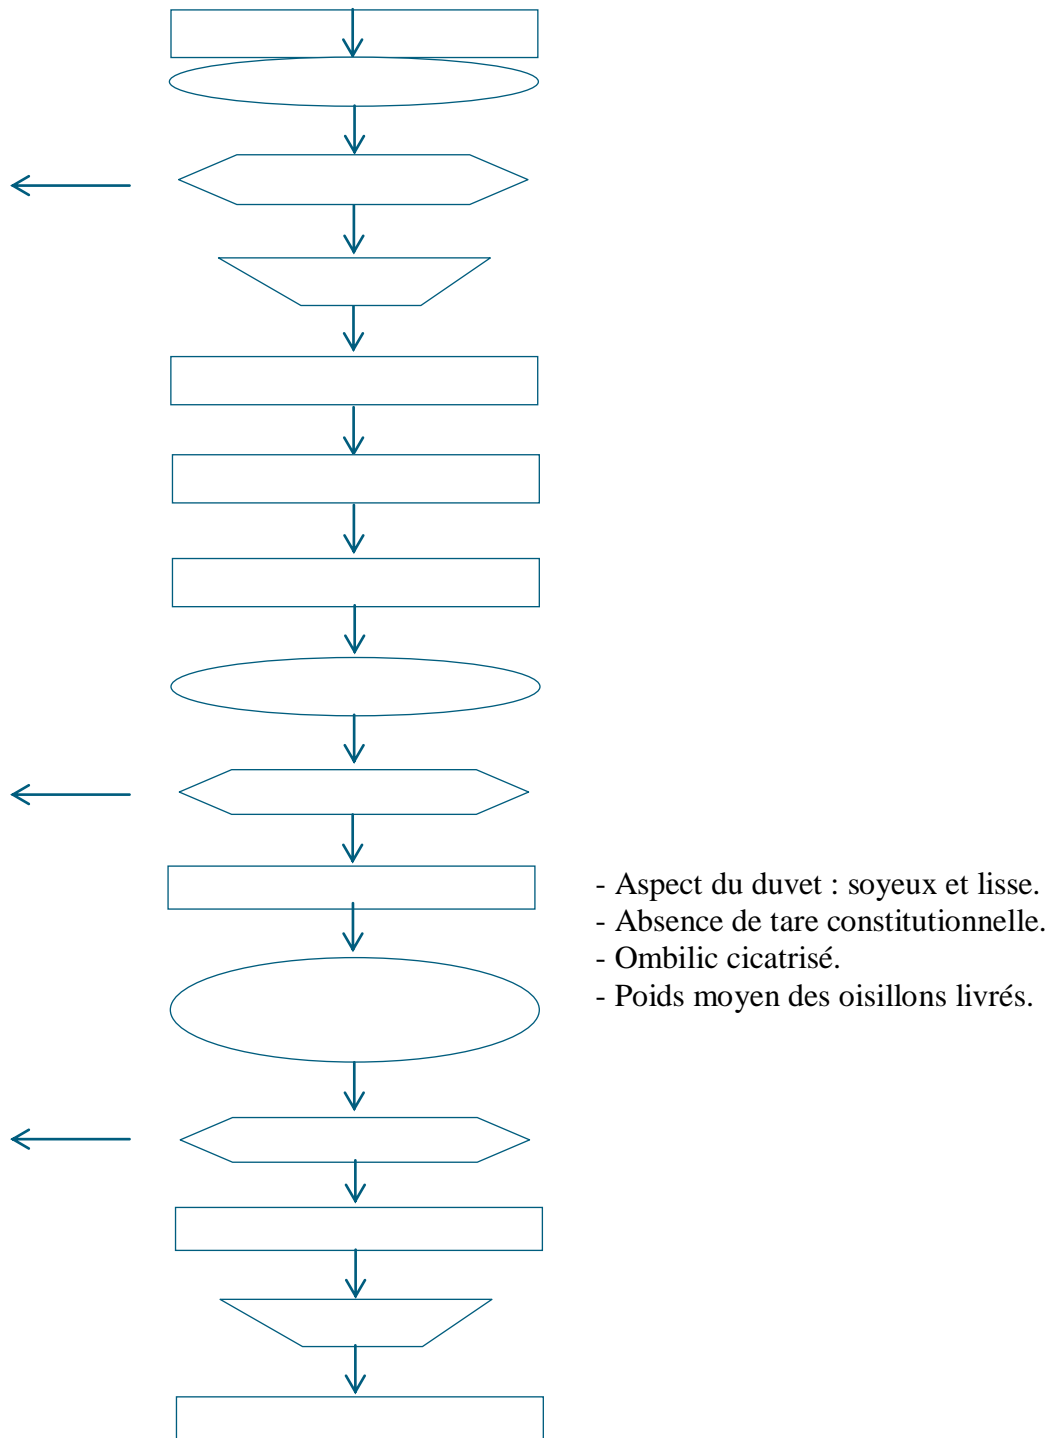 - Aspect du duvet : soyeux et lisse.
- Absence de tare constitutionnelle.
- Ombilic cicatrisé.
- Poids moyen des oisillons livrés.